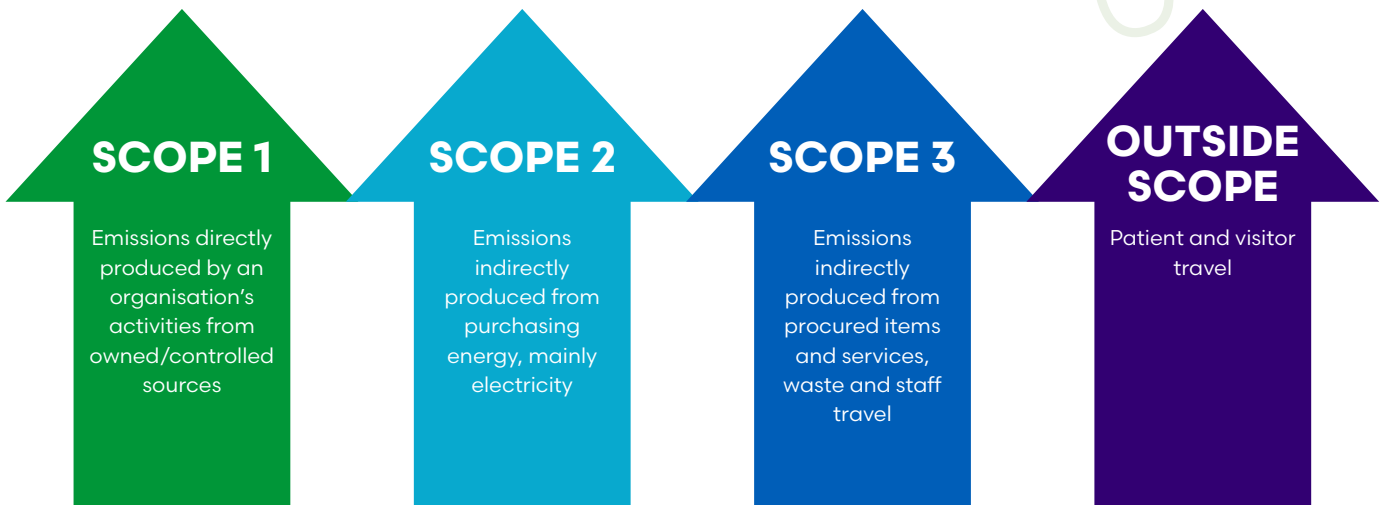 SCOPE 1
Emissions directly
produced by an
organisation's
activities from
owned/controlled
sources
SCOPE 2
Emissions
indirectly
produced from
purchasing
energy, mainly
electricity
SCOPE 3
Emissions
indirectly
produced from
procured items
and services,
waste and staff
travel
OUTSIDE
SCOPE
Patient and visitor
travel